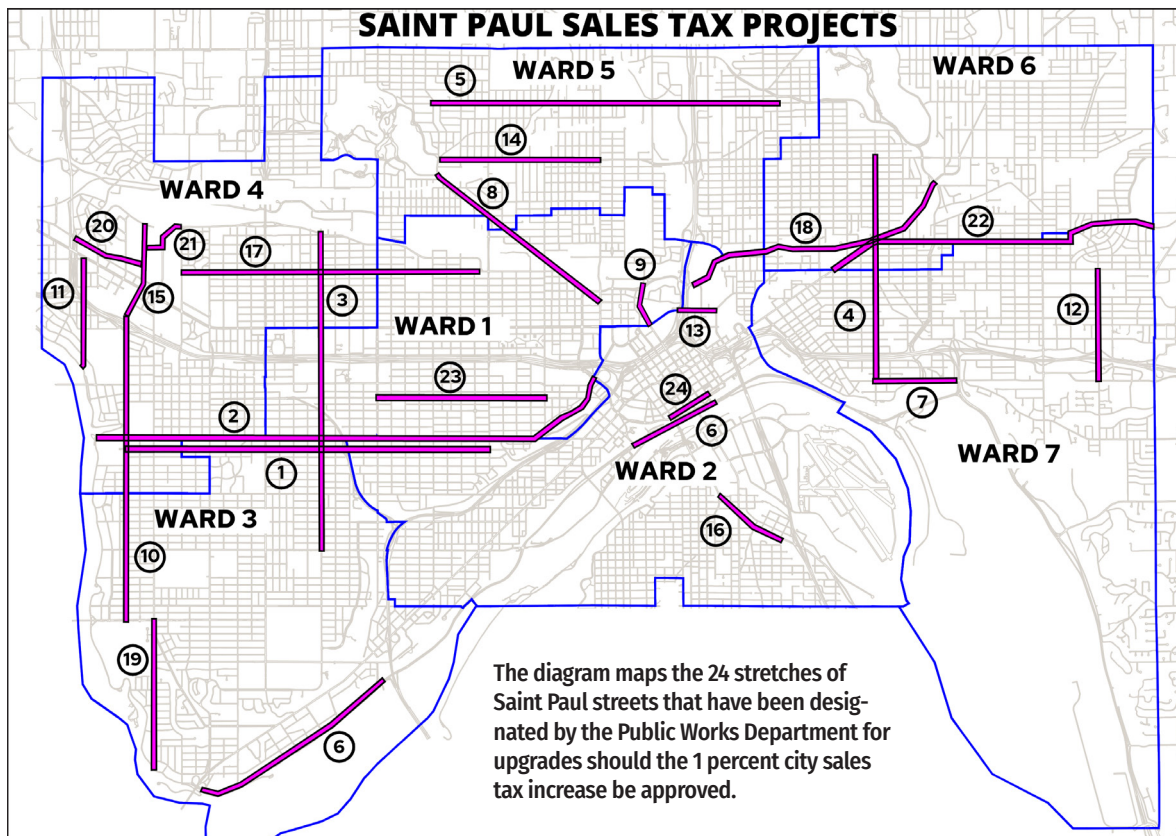 SAINT PAUL SALES TAX PROJECTS
WARD 5
WARD 6
5
14
WARD 4
8
20
21
17
18
22
9
11
15
3
12
13
4
WARD 1
23
24
7
2
6
1
WARD 2
WARD 7
WARD 3
16
10
19
6
The diagram maps the 24 stretches of
Saint Paul streets that have been desig-
nated by the Public Works Department for
upgrades should the 1 percent city sales
tax increase be approved.